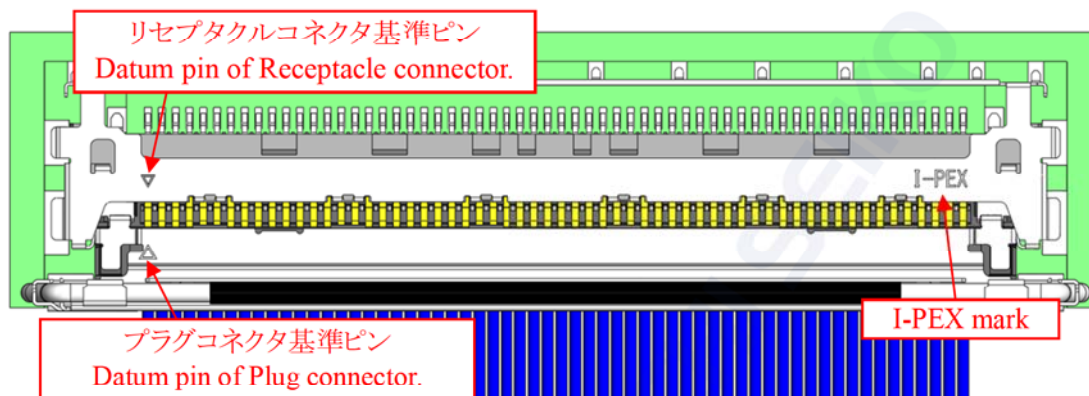 リセプタクルコネクタ基準ピン
Datum pin of Receptacle connector.
I-PEX
I-PEX mark
プラグコネクタ基準ピン
Datum pin of Plug connector.